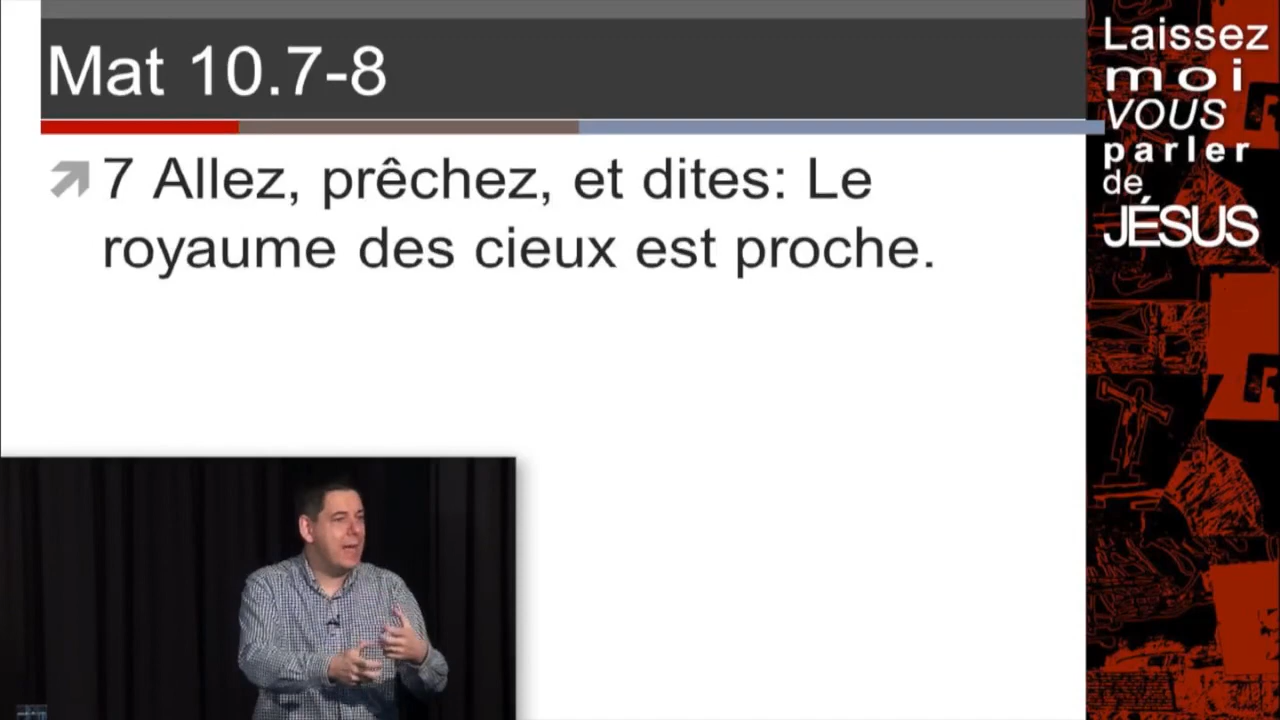 Mat 10.7-8
7 Allez, prêchez, et dites: Le
royaume des cieux est proche.
Laissez
moi
vous
parler
de
JÉSUS